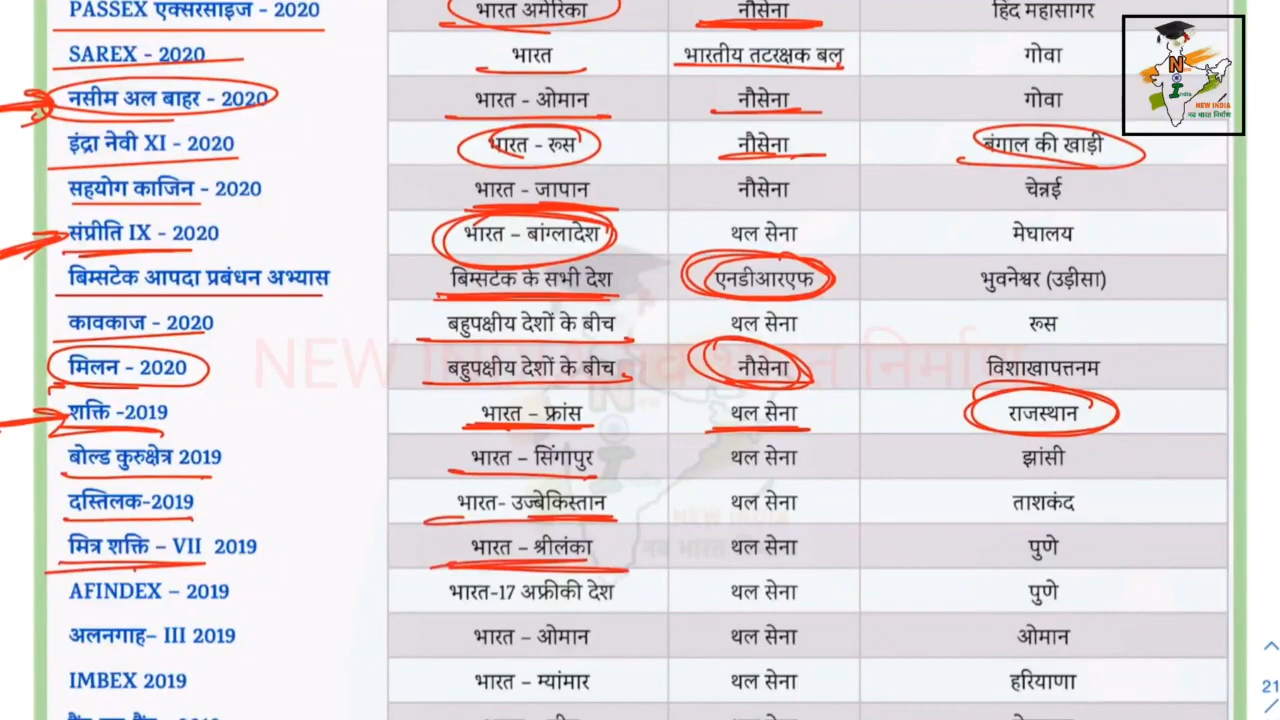 PASSEX एक्सरसाइज - 2020 भारत अमेरिका नौसेना हिंद महासागर
SAREX - 2020 भारत भारतीय तटरक्षक बल गोवा
नसीम अल बाहर - 2020 भारत - ओमान नौसेना गोवा
इंद्रा नेवी XI - 2020 भारत - रूस नौसेना बंगाल की खाड़ी
सहयोग काजिन - 2020 भारत - जापान नौसेना चेन्नई
संप्रीति IX - 2020 भारत – बांग्लादेश थल सेना मेघालय
बिम्सटेक आपदा प्रबंधन अभ्यास बिम्सटेक के सभी देश एनडीआरएफ भुवनेश्वर (उड़ीसा)
कावकाज - 2020 बहुपक्षीय देशों के बीच थल सेना रूस
मिलन - 2020 बहुपक्षीय देशों के बीच नौसेना विशाखापत्तनम
शक्ति -2019 भारत – फ्रांस थल सेना राजस्थान
बोल्ड कुरुक्षेत्र 2019 भारत – सिंगापुर थल सेना झांसी
दस्तिलक-2019 भारत- उज्बेकिस्तान थल सेना ताशकंद
मित्र शक्ति – VII 2019 भारत – श्रीलंका थल सेना पुणे
AFINDEX – 2019 भारत-17 अफ्रीकी देश थल सेना पुणे
अलनगाह– III 2019 भारत – ओमान थल सेना ओमान
IMBEX 2019 भारत – म्यांमार थल सेना हरियाणा
NOI
India
NEW INDIA
नव भारत निर्माण
21